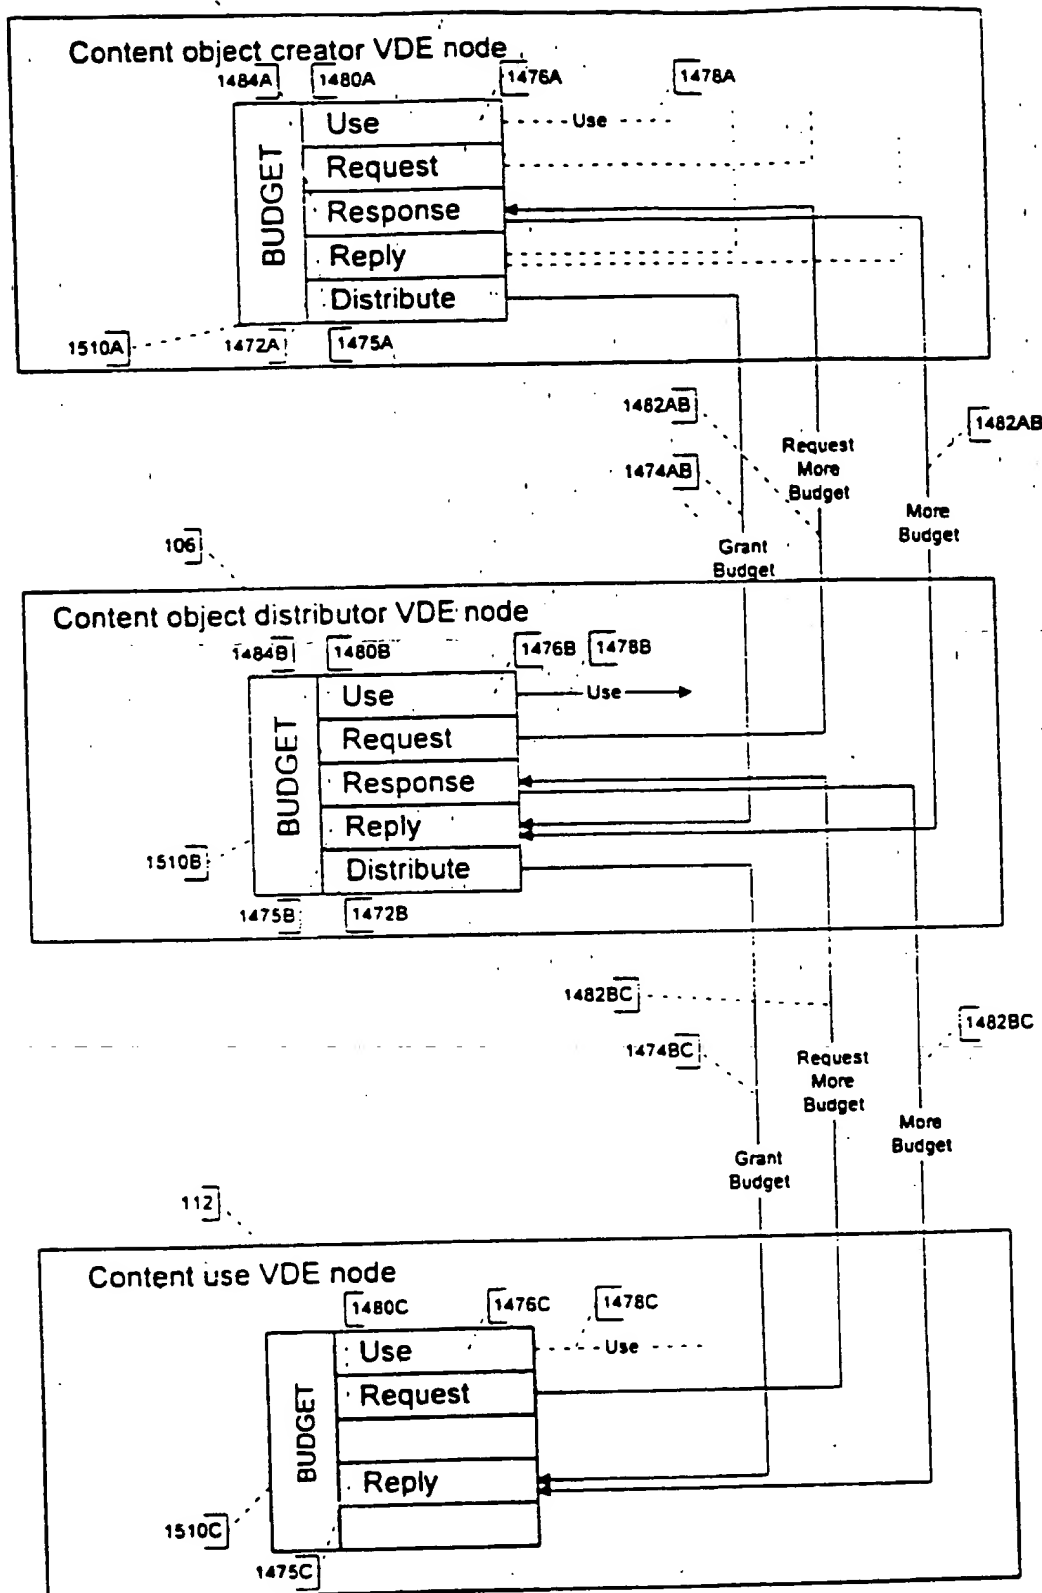 Content object creator VDE node
1484A 1480A 1476A 1478A
BUDGET
Use
Use
Request
Response
Reply
Distribute
1510A 1472A 1475A
1482AB
1482AB
1474AB
Request
More
Budget
More
Budget
Grant
Budget
106
Content object distributor VDE node
1484B 1480B 1476B 1478B
BUDGET
Use
Use
Request
Response
Reply
Distribute
1510B
1475B 1472B
1482BC
1482BC
1474BC
Request
More
Budget
More
Budget
Grant
Budget
112
Content use VDE node
1480C 1476C 1478C
BUDGET
Use
Use
Request
Reply
1510C
1475C